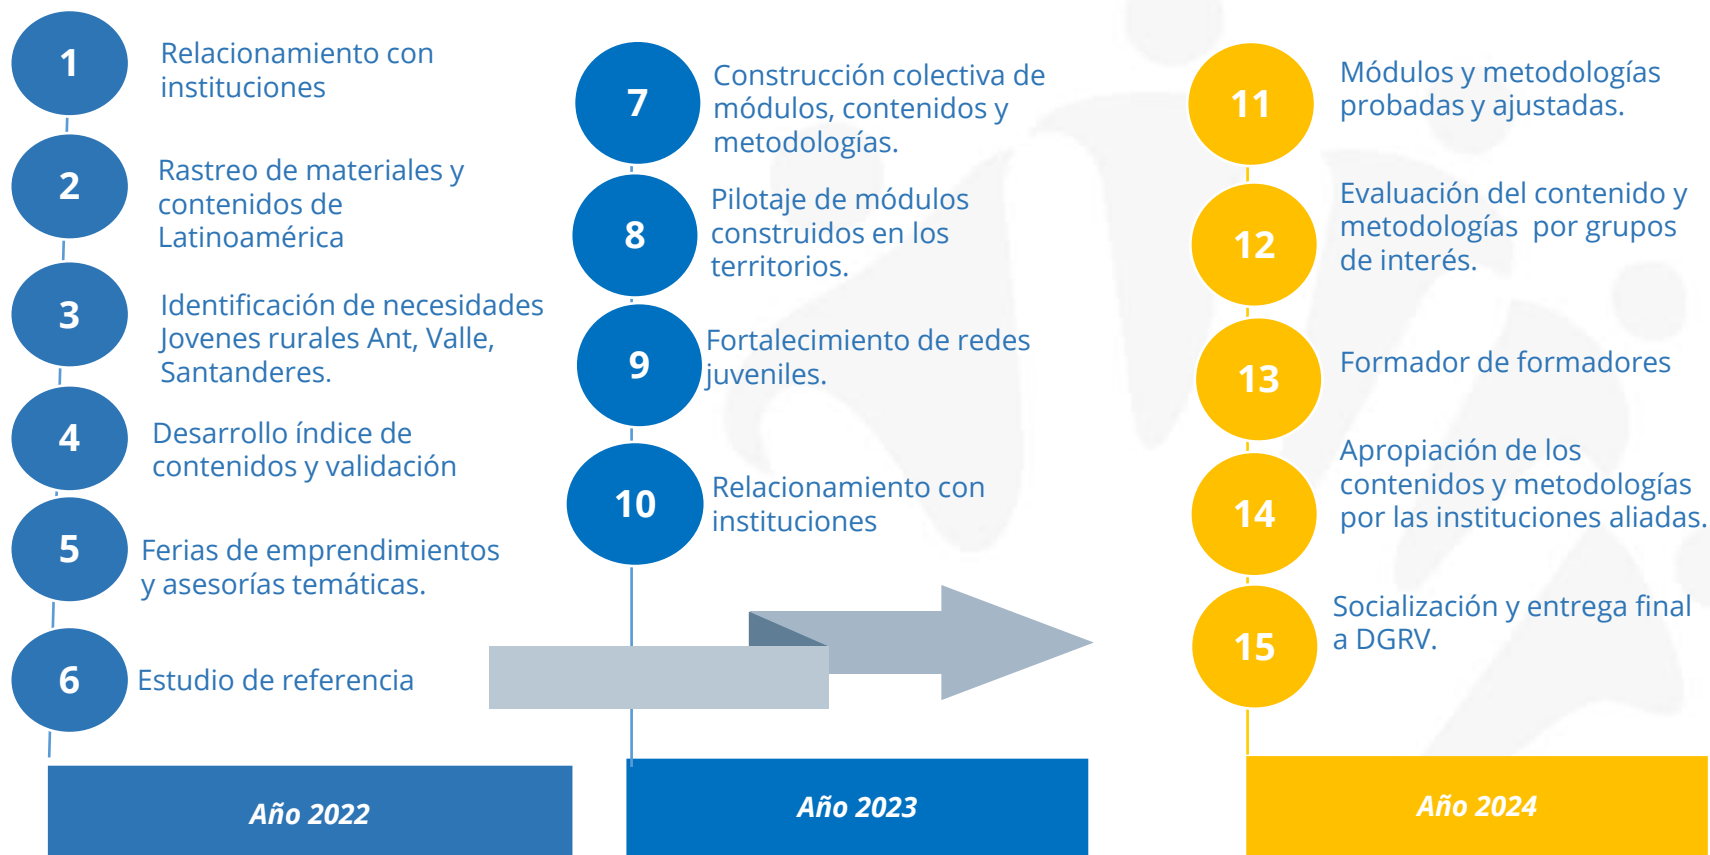 1
Relacionamiento con
instituciones
2
Rastreo de materiales y
contenidos de
Latinoamérica
3
Identificación de necesidades
Jovenes rurales Ant, Valle,
Santanderes.
4
Desarrollo índice de
contenidos y validación
5
Ferias de emprendimientos
y asesorías temáticas.
6
Estudio de referencia
Año 2022
7
Construcción colectiva de
módulos, contenidos y
metodologías.
8
Pilotaje de módulos
construidos en los
territorios.
9
Fortalecimiento de redes
juveniles.
10
Relacionamiento con
instituciones
Año 2023
11
Módulos y metodologías
probadas y ajustadas.
12
Evaluación del contenido y
metodologías  por grupos
de interés.
13
Formador de formadores
14
Apropiación de los
contenidos y metodologías
por las instituciones aliadas.
15
Socialización y entrega final
a DGRV.
Año 2024